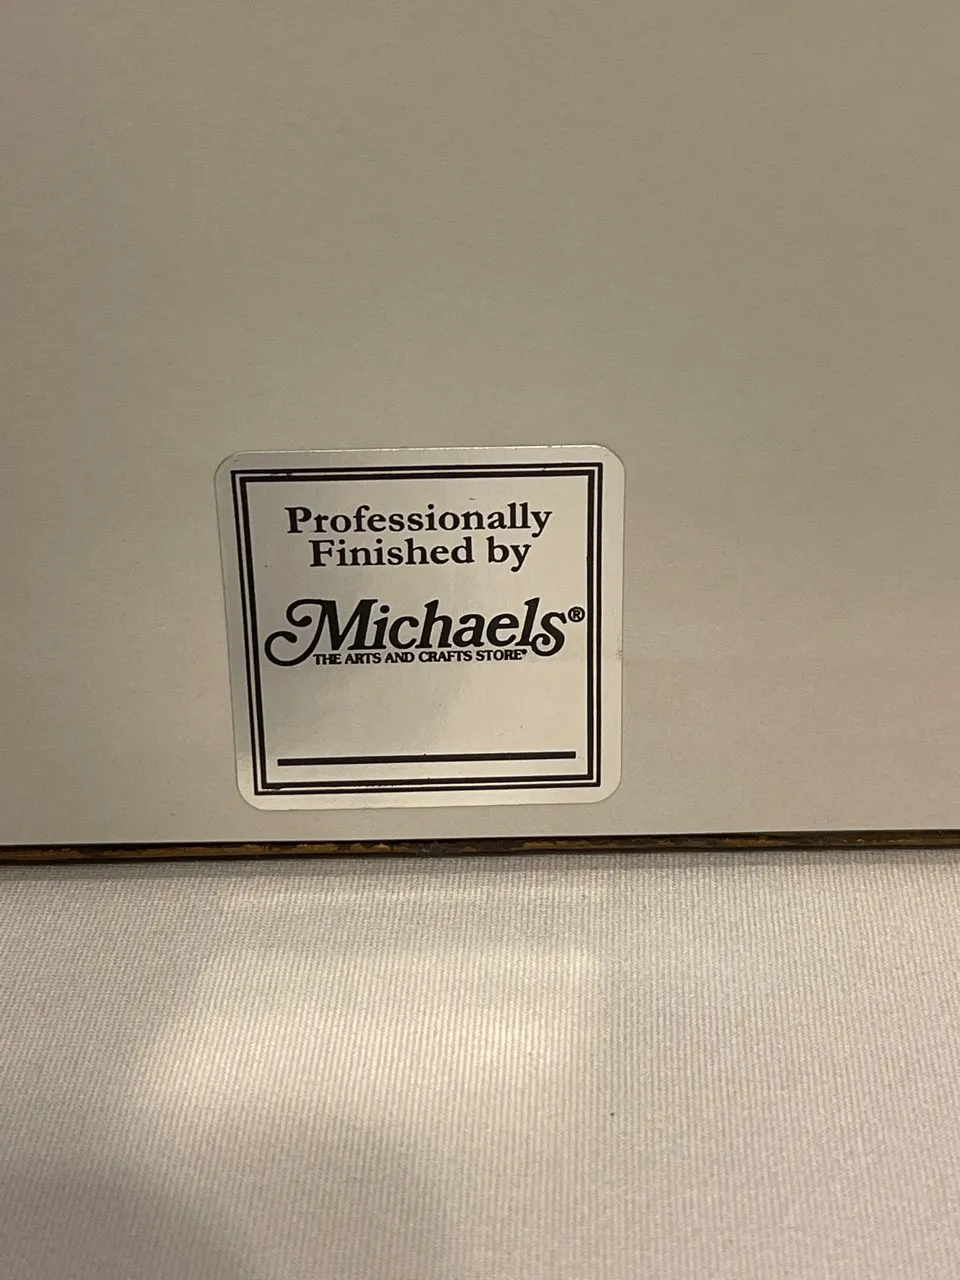 Professionally
Finished by
Michaels®
THE ARTS AND CRAFTS STORE®